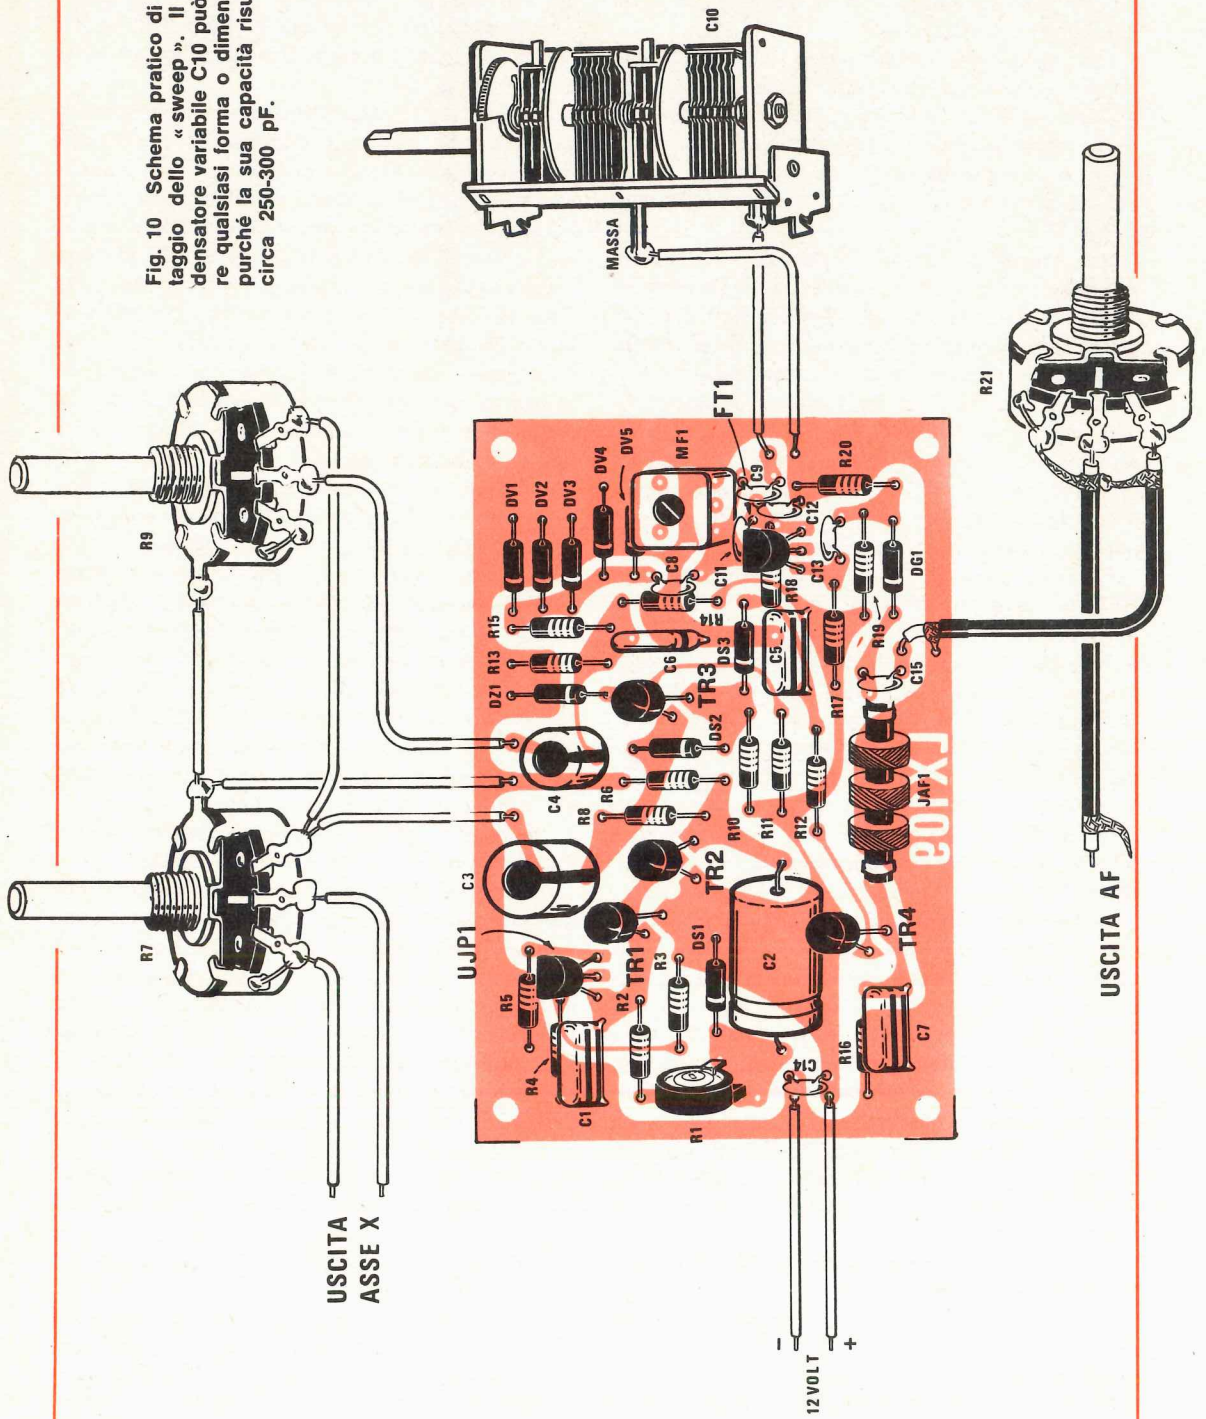 Fig. 10 Schema pratico di
taggio dello « sweep ». Il
densatore variabile C10 può
re qualsiasi forma o dimen
purché la sua capacità risu
circa 250-300 pF.
R7
R9
C10
MASSA
USCITA
ASSE X
UJP1
C3
C4
DZ1
R13
R15
DV1
DV2
DV3
DV4
DV5
MF1
FT1
R5
R4
C1
R2
TR1
R3
R8
R6
TR2
DS2
TR3
C6
R14
C8
C11
C9
C12
R20
R1
DS1
C2
R10
R11
R12
DS3
C5
R18
C13
R17
R19
DG1
C14
R16
C7
TR4
JAF1
C15
LX109
R21
12 VOLT
-
+
USCITA AF